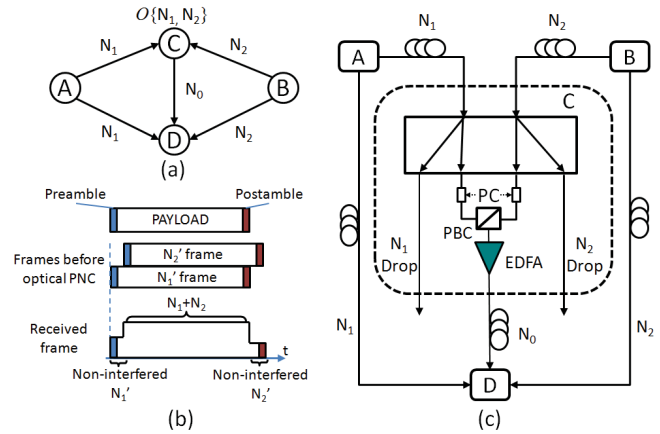 O{N₁, N₂}
C
N₁
N₂
A
N₀
B
N₁
N₂
D
(a)
Preamble
Postamble
PAYLOAD
Frames before
optical PNC
N₂' frame
N₁' frame
N₁+N₂
Received
frame
t
Non-interfered
N₁'
Non-interfered
N₂'
(b)
N₁
N₂
A
B
C
PC
PBC
N₁
Drop
EDFA
N₂
Drop
N₁
N₀
N₂
D
(c)